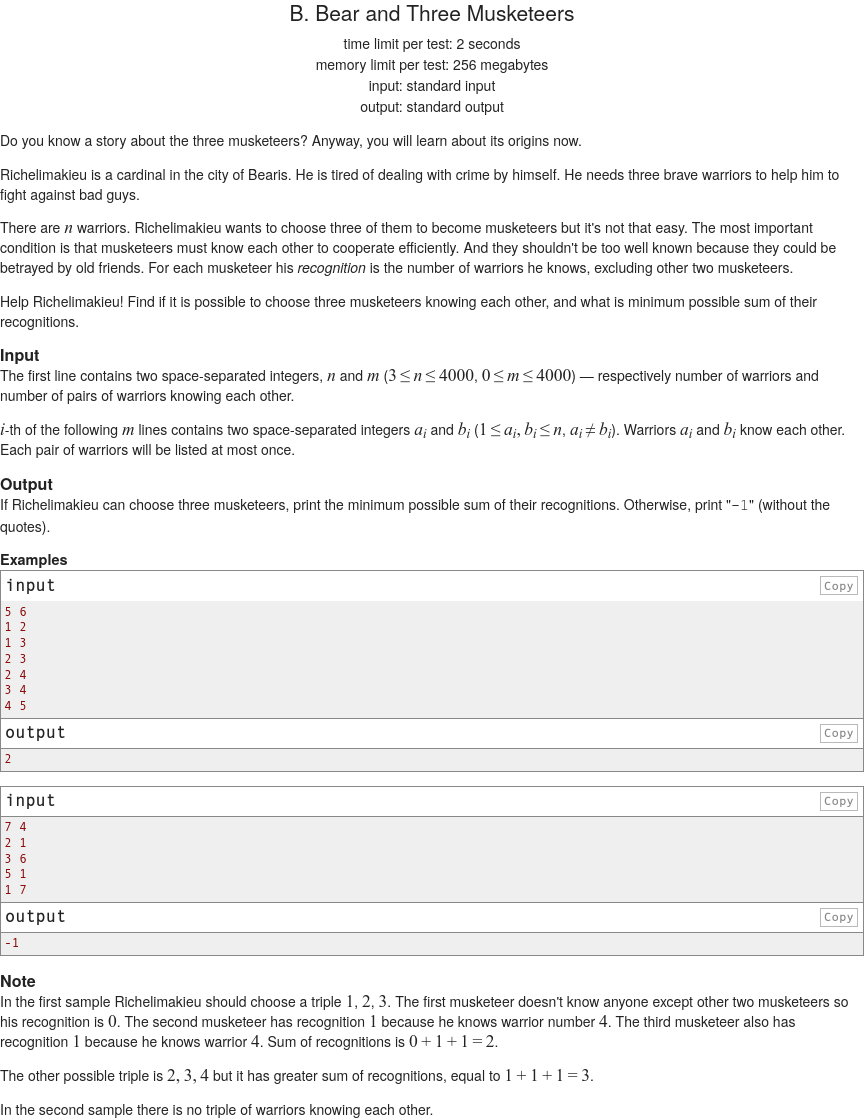 B. Bear and Three Musketeers
time limit per test: 2 seconds
memory limit per test: 256 megabytes
input: standard input
output: standard output
Do you know a story about the three musketeers? Anyway, you will learn about its origins now.
Richelimakieu is a cardinal in the city of Bearis. He is tired of dealing with crime by himself. He needs three brave warriors to help him to
fight against bad guys.
There are n warriors. Richelimakieu wants to choose three of them to become musketeers but it's not that easy. The most important
condition is that musketeers must know each other to cooperate efficiently. And they shouldn't be too well known because they could be
betrayed by old friends. For each musketeer his recognition is the number of warriors he knows, excluding other two musketeers.
Help Richelimakieu! Find if it is possible to choose three musketeers knowing each other, and what is minimum possible sum of their
recognitions.
Input
The first line contains two space-separated integers, n and m (3 ≤ n ≤ 4000, 0 ≤ m ≤ 4000) — respectively number of warriors and
number of pairs of warriors knowing each other.
i-th of the following m lines contains two space-separated integers a_i and b_i (1 ≤ a_i, b_i ≤ n, a_i ≠ b_i). Warriors a_i and b_i know each other.
Each pair of warriors will be listed at most once.
Output
If Richelimakieu can choose three musketeers, print the minimum possible sum of their recognitions. Otherwise, print "-1" (without the
quotes).
Examples
input Copy
5 6
1 2
1 3
2 3
2 4
3 4
4 5
output Copy
2
input Copy
7 4
2 1
3 6
5 1
1 7
output Copy
-1
Note
In the first sample Richelimakieu should choose a triple 1, 2, 3. The first musketeer doesn't know anyone except other two musketeers so
his recognition is 0. The second musketeer has recognition 1 because he knows warrior number 4. The third musketeer also has
recognition 1 because he knows warrior 4. Sum of recognitions is 0 + 1 + 1 = 2.
The other possible triple is 2, 3, 4 but it has greater sum of recognitions, equal to 1 + 1 + 1 = 3.
In the second sample there is no triple of warriors knowing each other.